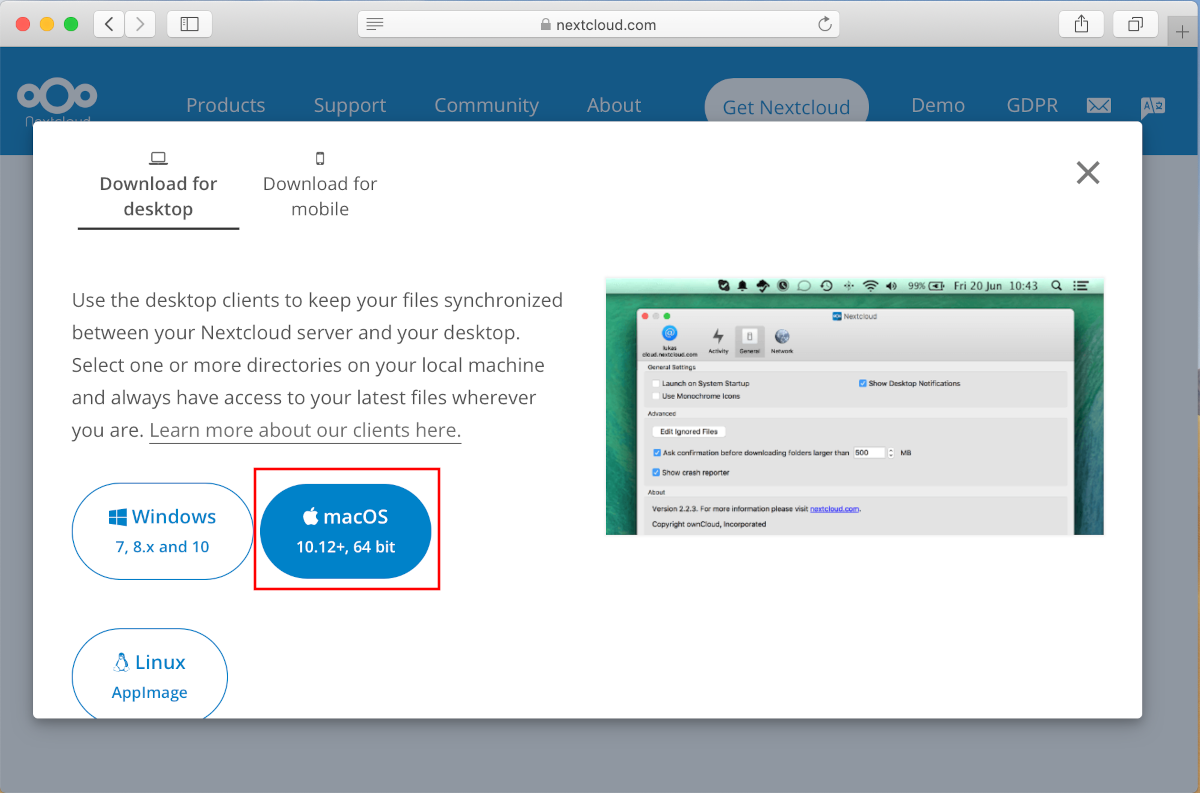 nextcloud.com
Nextcloud
Products
Support
Community
About
Get Nextcloud
Demo
GDPR
Download for
desktop
Download for
mobile
Use the desktop clients to keep your files synchronized
between your Nextcloud server and your desktop.
Select one or more directories on your local machine
and always have access to your latest files wherever
you are. Learn more about our clients here.
Windows
7, 8.x and 10
macOS
10.12+, 64 bit
Linux
AppImage
99% Fri 20 Jun 10:43
Nextcloud
lukas
cloud.nextcloud.com
Activity
General
Network
General Settings
Launch on System Startup
Show Desktop Notifications
Use Monochrome Icons
Advanced
Edit Ignored Files
Ask confirmation before downloading folders larger than 500 MB
Show crash reporter
About
Version 2.2.3. For more information please visit nextcloud.com.
Copyright ownCloud, Incorporated